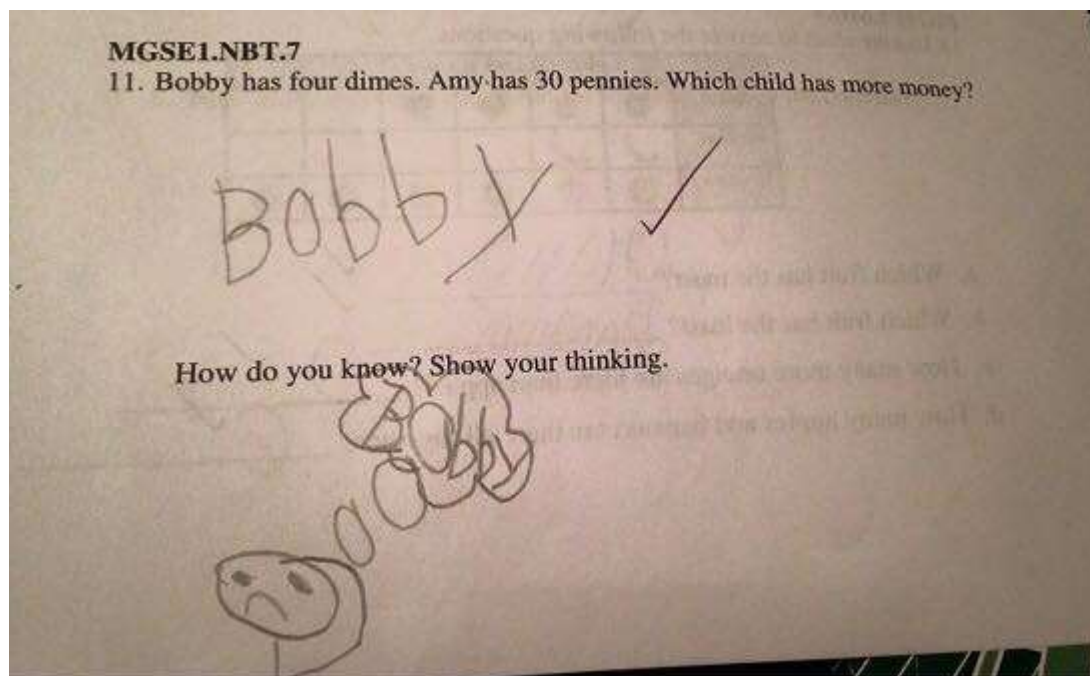 MGSE1.NBT.7
11. Bobby has four dimes. Amy has 30 pennies. Which child has more money?
Bobby
How do you know? Show your thinking.
Bobby